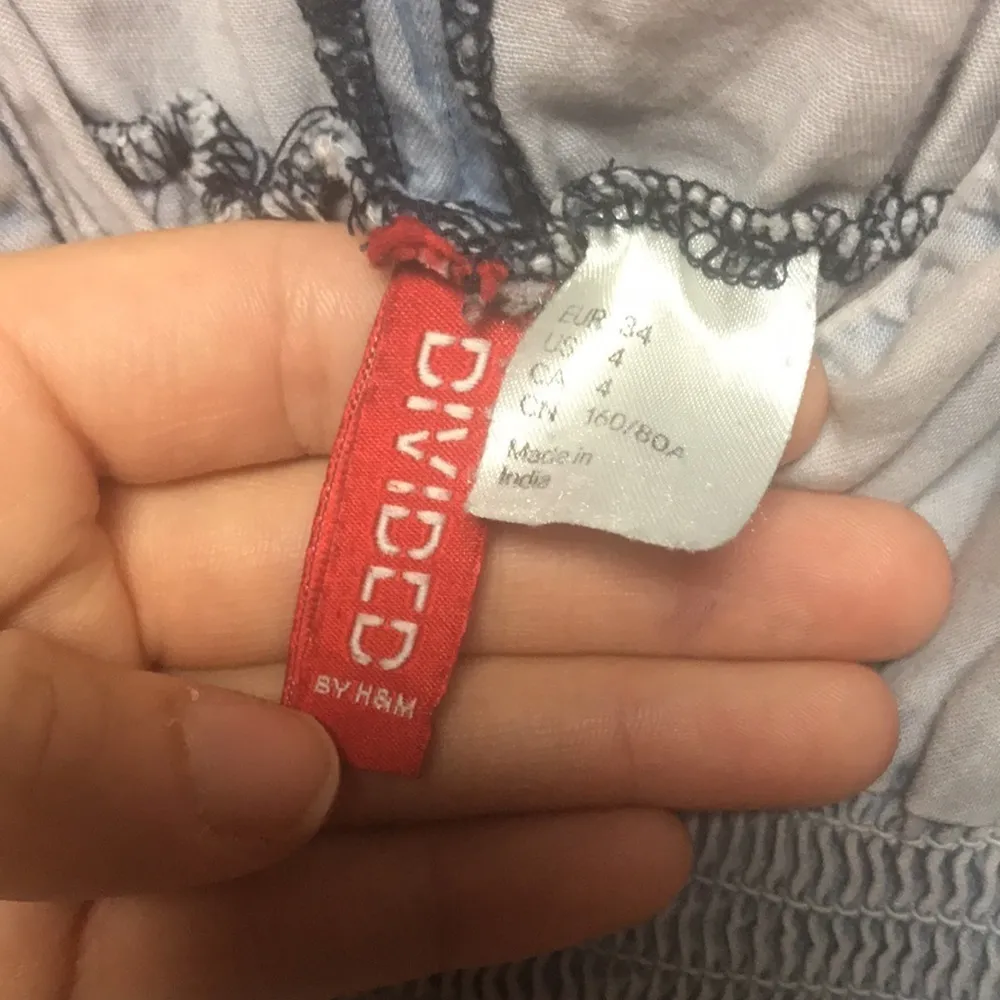 DIVIDED
BY H&M
EUR 34
US 4
CA 4
CN 160/80A
Made in
India